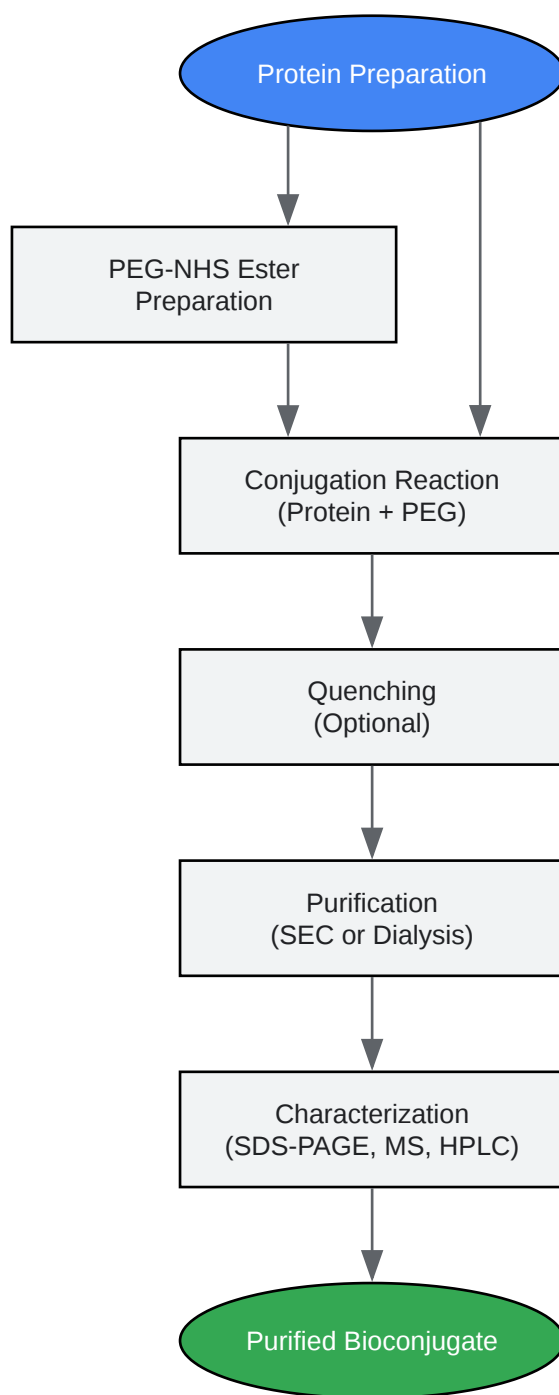 Protein Preparation
PEG-NHS Ester
Preparation
Conjugation Reaction
(Protein + PEG)
Quenching
(Optional)
Purification
(SEC or Dialysis)
Characterization
(SDS-PAGE, MS, HPLC)
Purified Bioconjugate